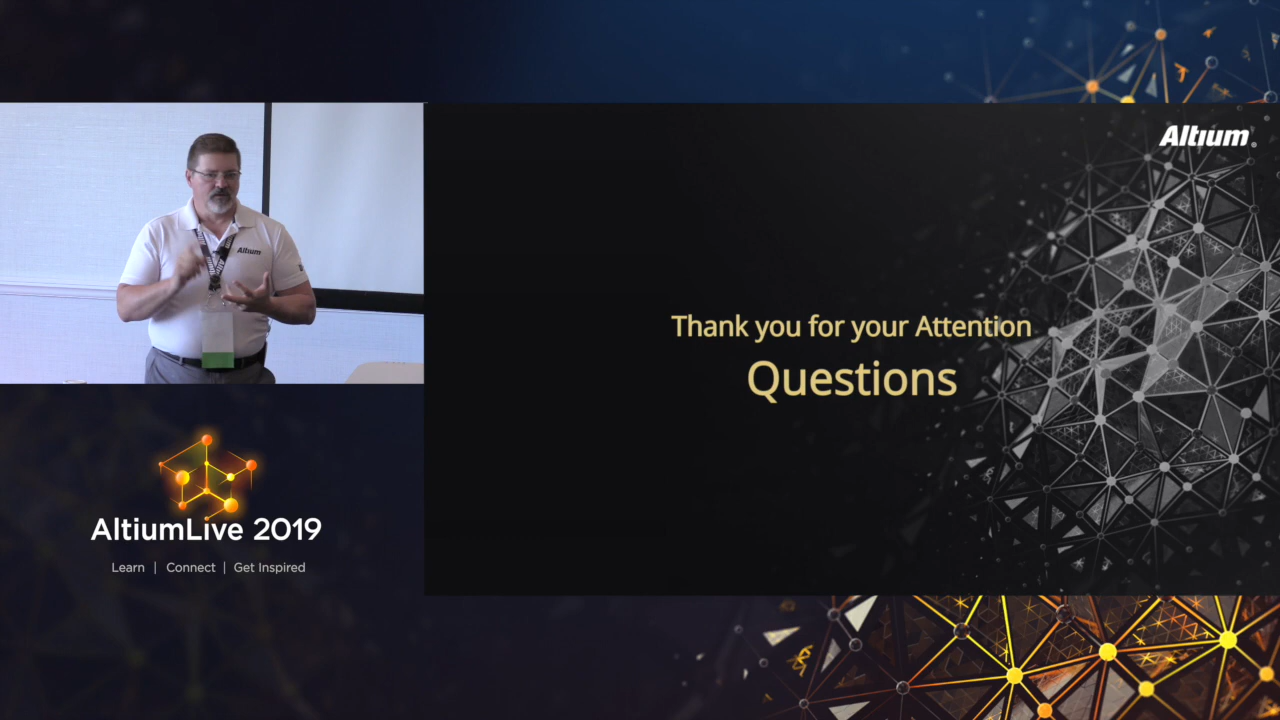 Altium®
Altium
Thank you for your Attention
Questions
AltiumLive 2019
Learn | Connect | Get Inspired